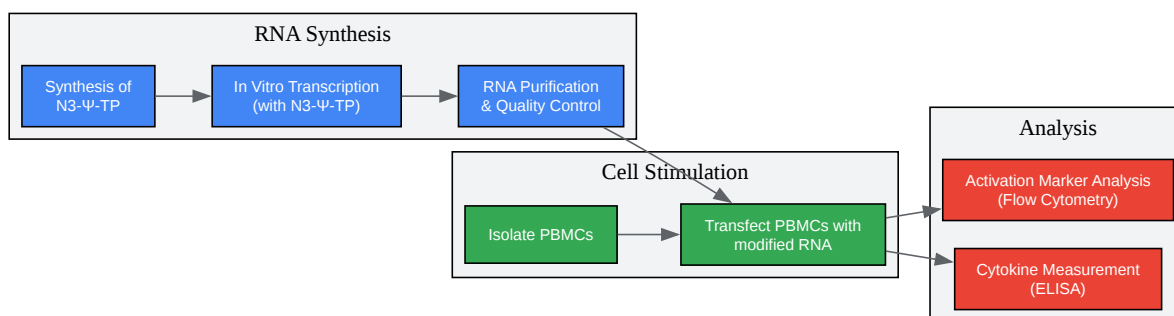 RNA Synthesis
Synthesis of
N3-Ψ-TP
In Vitro Transcription
(with N3-Ψ-TP)
RNA Purification
& Quality Control
Cell Stimulation
Isolate PBMCs
Transfect PBMCs with
modified RNA
Analysis
Activation Marker Analysis
(Flow Cytometry)
Cytokine Measurement
(ELISA)